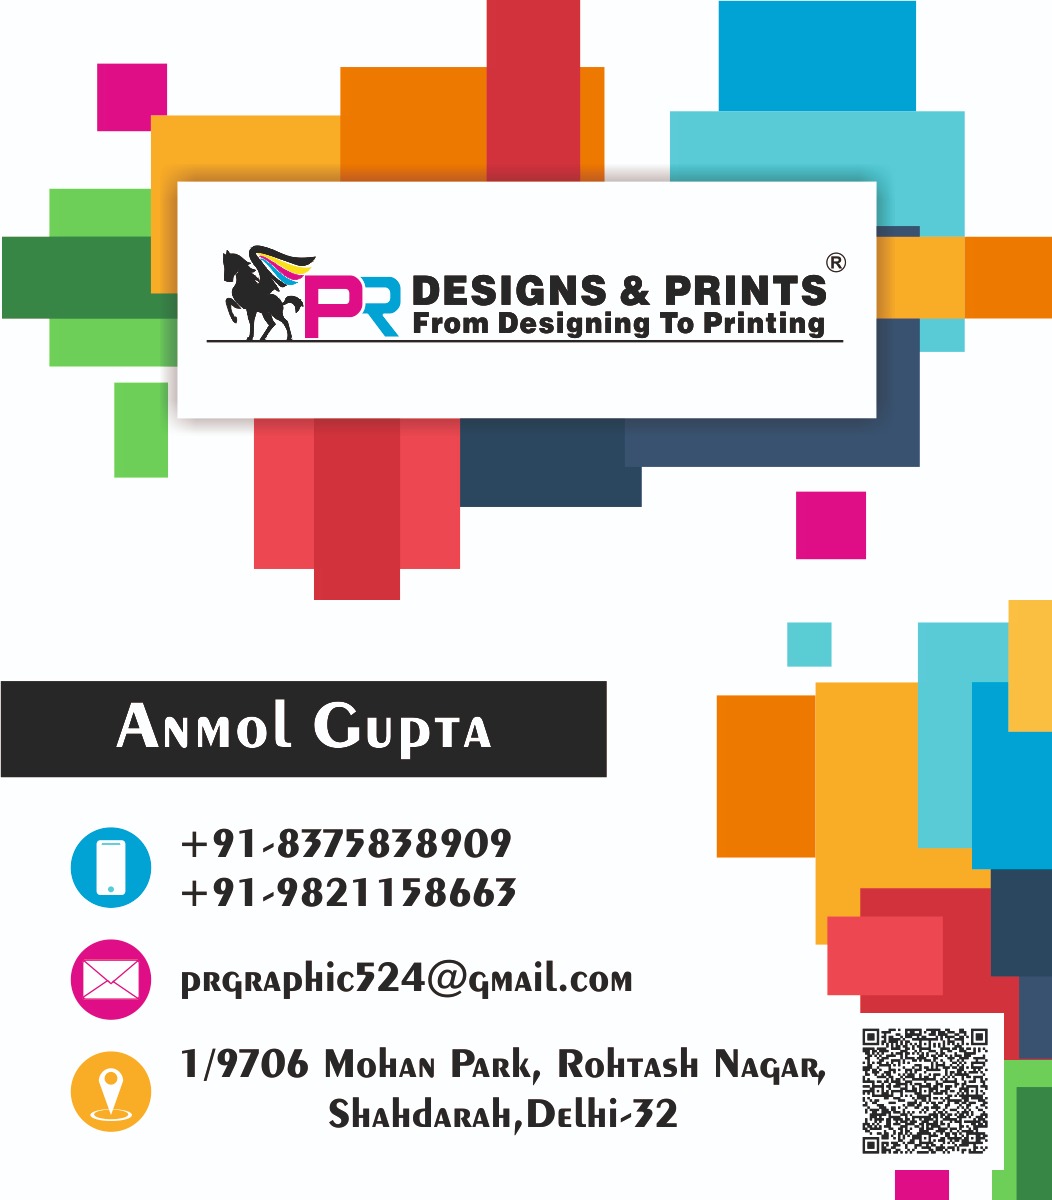 PR DESIGNS & PRINTS®
From Designing To Printing
Anmol Gupta
+91-8375838909
+91-9821158663
prgraphic524@gmail.com
1/9706 Mohan Park, Rohtash Nagar,
Shahdarah,Delhi-32